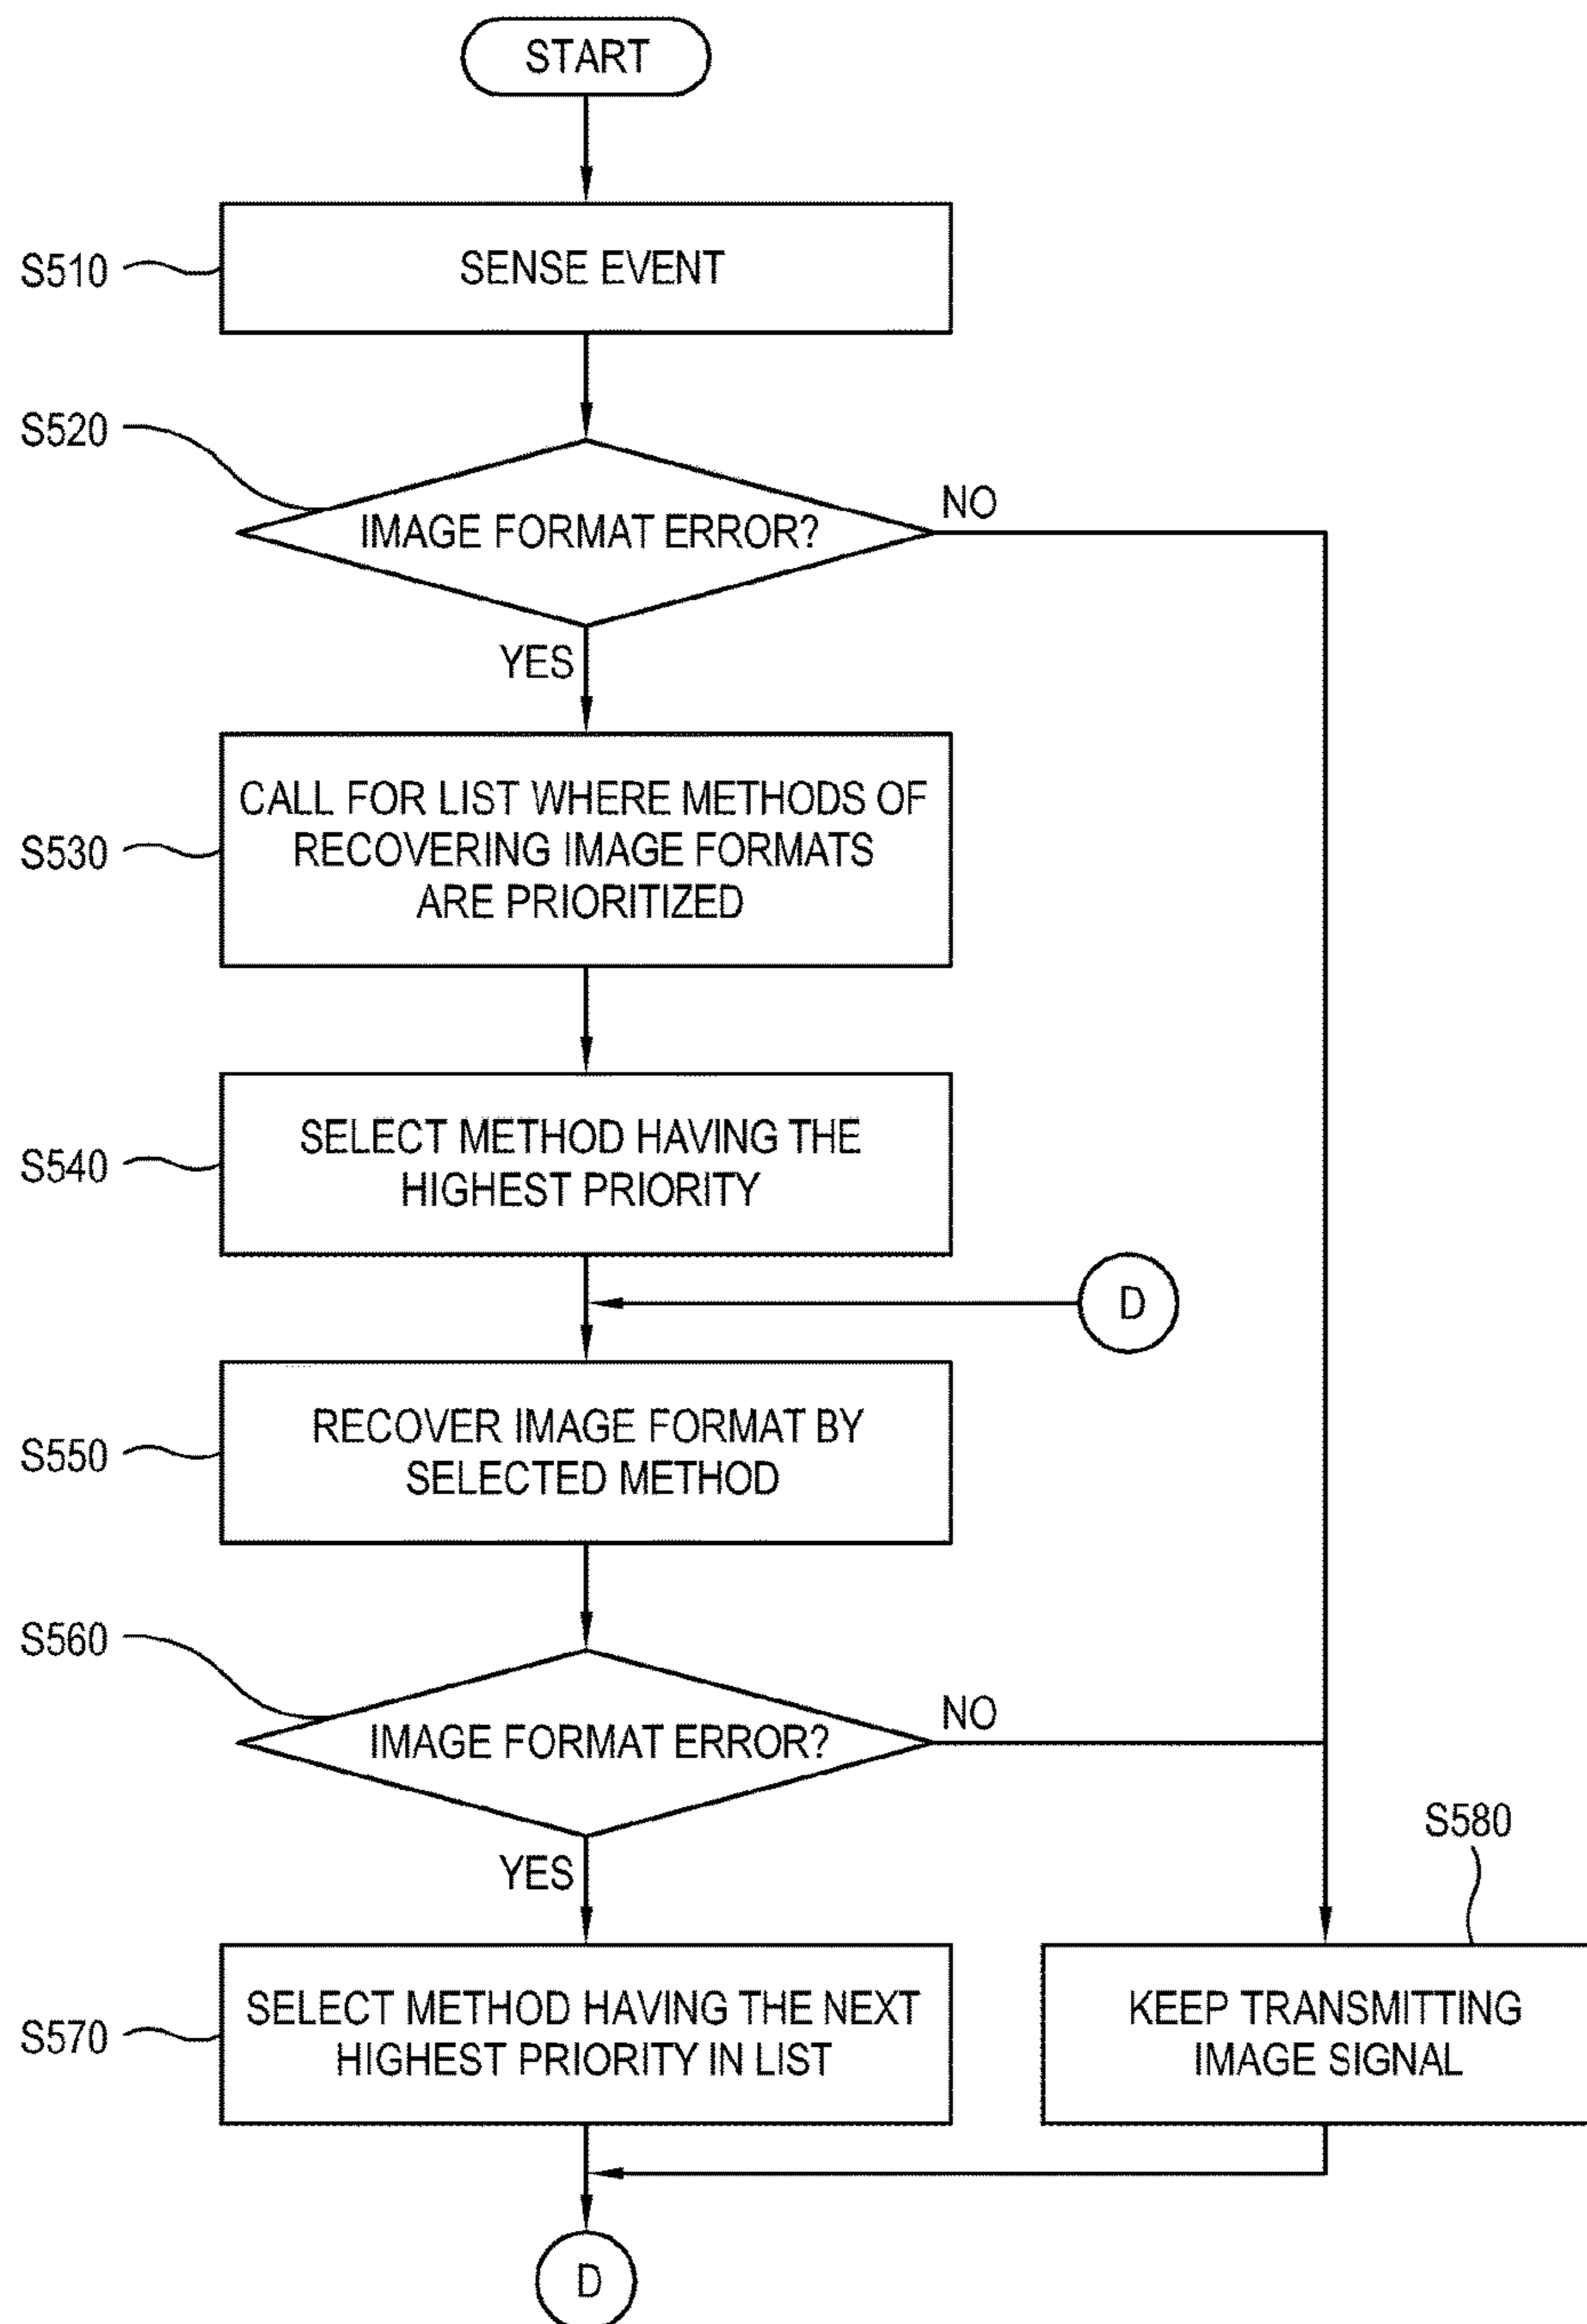 START
S510
SENSE EVENT
S520
IMAGE FORMAT ERROR?
NO
YES
S530
CALL FOR LIST WHERE METHODS OF
RECOVERING IMAGE FORMATS
ARE PRIORITIZED
S540
SELECT METHOD HAVING THE
HIGHEST PRIORITY
D
S550
RECOVER IMAGE FORMAT BY
SELECTED METHOD
S560
IMAGE FORMAT ERROR?
NO
YES
S580
S570
SELECT METHOD HAVING THE NEXT
HIGHEST PRIORITY IN LIST
KEEP TRANSMITTING
IMAGE SIGNAL
D